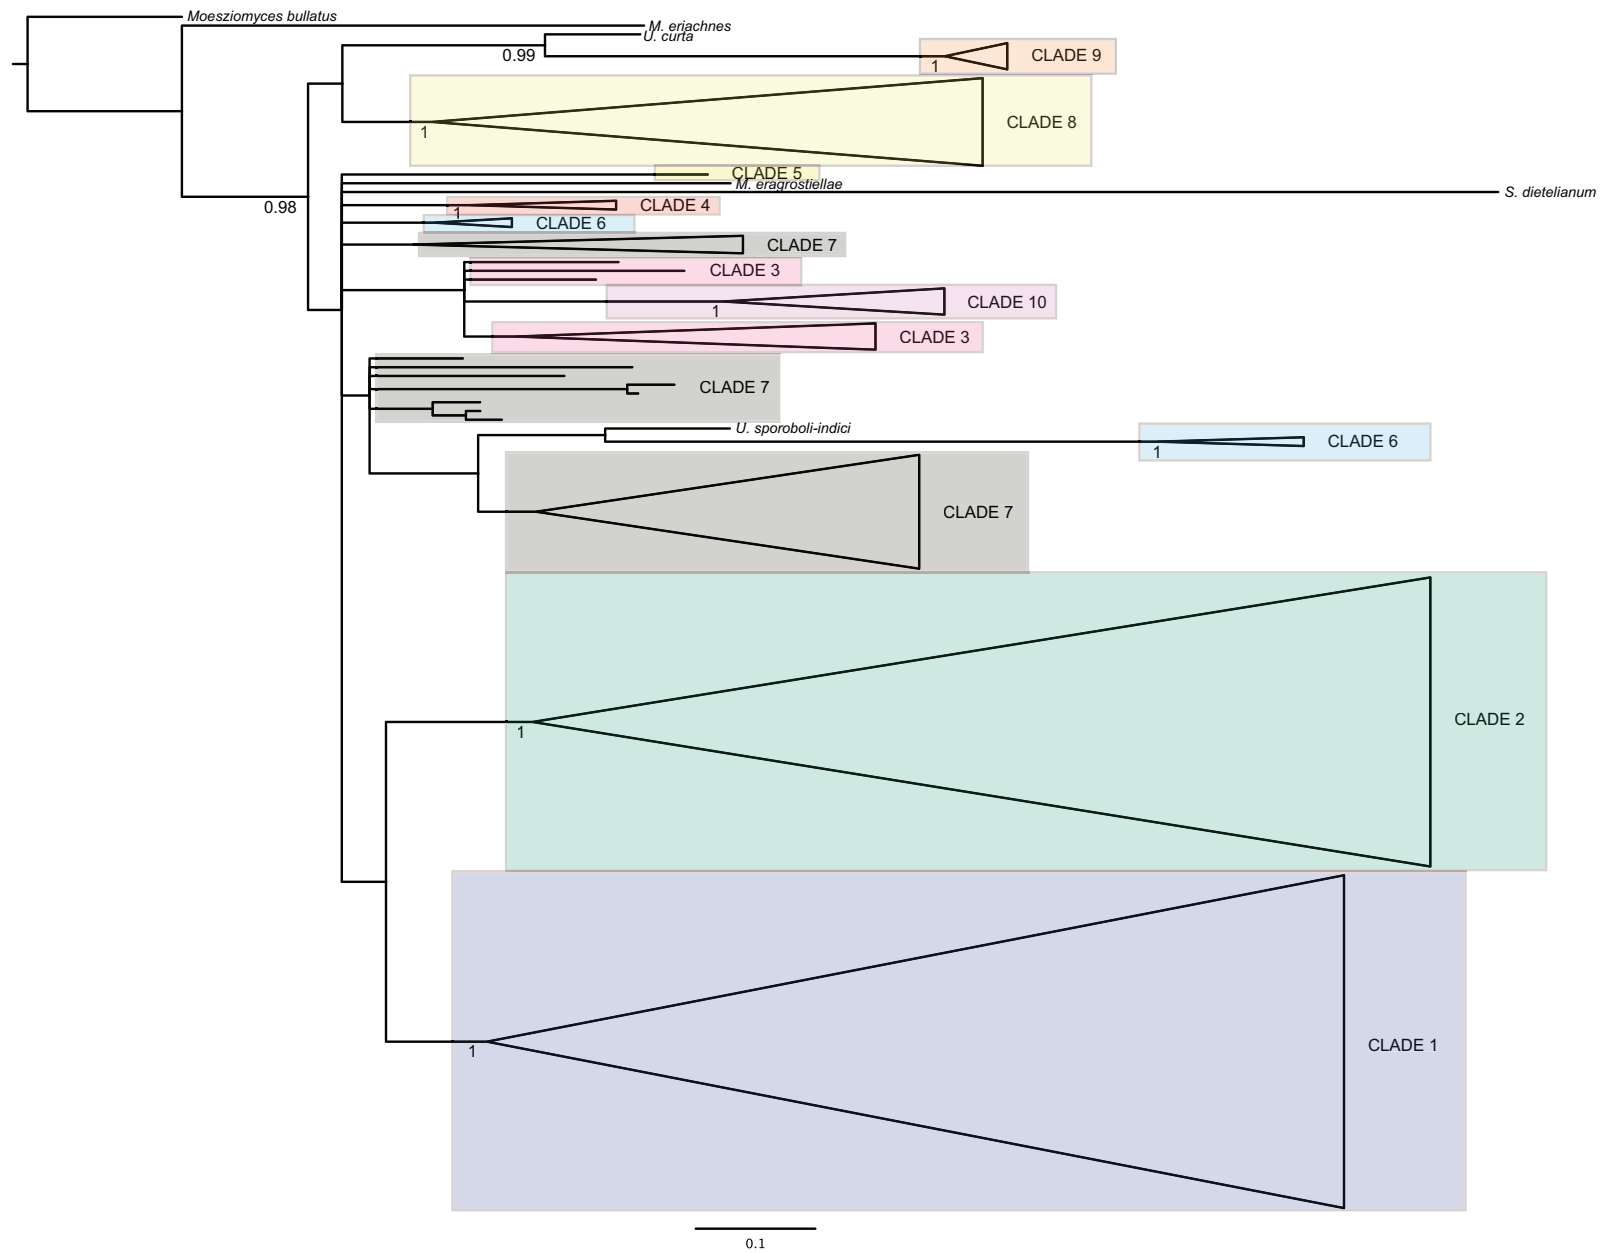 Moesziomyces bullatus
M. eriachnes
U. curta
0.99
1
CLADE 9
1
CLADE 8
CLADE 5
M. eragrostiellae
S. dietelianum
0.98
1
CLADE 4
CLADE 6
CLADE 7
CLADE 3
1
CLADE 10
CLADE 3
CLADE 7
U. sporoboli-indici
1
CLADE 6
CLADE 7
1
CLADE 2
1
CLADE 1
0.1